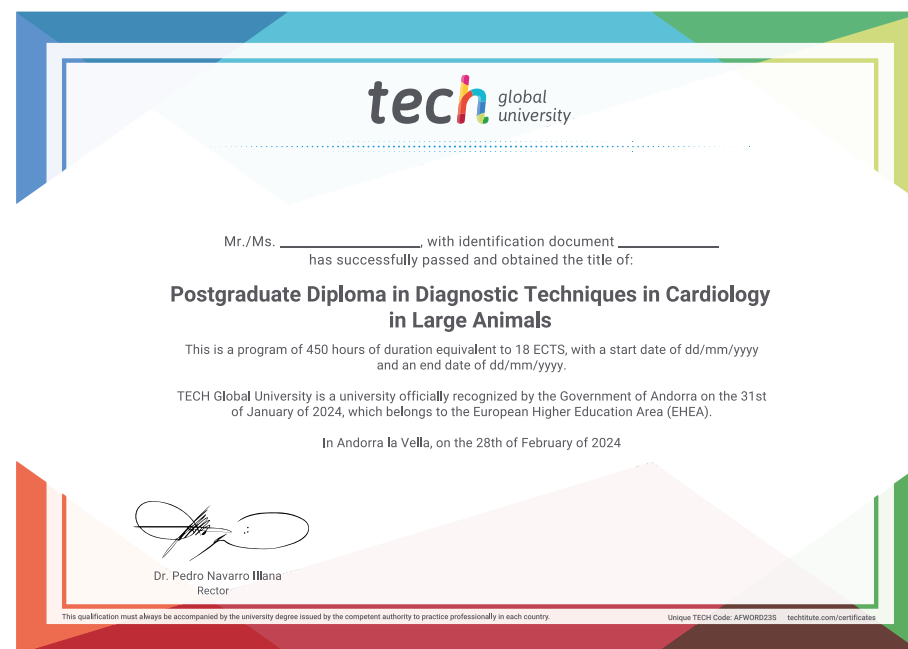 tech global university
Mr./Ms. ____________________, with identification document ______________
has successfully passed and obtained the title of:
Postgraduate Diploma in Diagnostic Techniques in Cardiology
in Large Animals
This is a program of 450 hours of duration equivalent to 18 ECTS, with a start date of dd/mm/yyyy
and an end date of dd/mm/yyyy.
TECH Global University is a university officially recognized by the Government of Andorra on the 31st
of January of 2024, which belongs to the European Higher Education Area (EHEA).
In Andorra la Vella, on the 28th of February of 2024
Dr. Pedro Navarro Illana
Rector
This qualification must always be accompanied by the university degree issued by the competent authority to practice professionally in each country.
Unique TECH Code: AFWORD23S techtitute.com/certificates